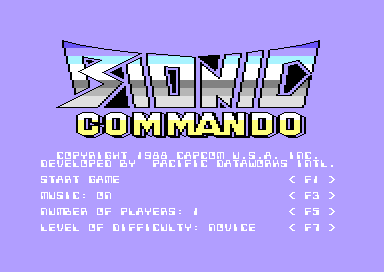 BIONIC
COMMANDO
COPYRIGHT 1988 CAPCOM U.S.A. INC.
DEVELOPED BY PACIFIC DATAWORKS INTL.
START GAME < F1 >
MUSIC: ON < F3 >
NUMBER OF PLAYERS: 1 < F5 >
LEVEL OF DIFFICULTY: NOVICE < F7 >